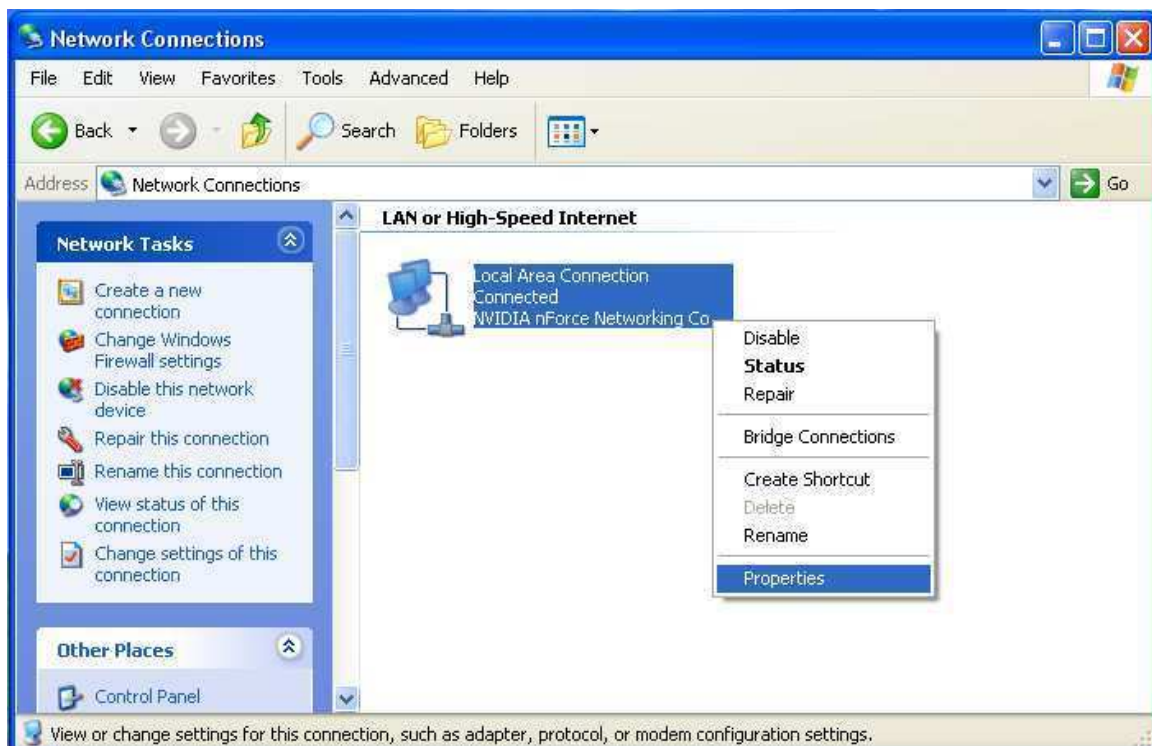 Network Connections
File Edit View Favorites Tools Advanced Help
Back Search Folders
Address Network Connections Go
Network Tasks
Create a new
connection
Change Windows
Firewall settings
Disable this network
device
Repair this connection
Rename this connection
View status of this
connection
Change settings of this
connection
Other Places
Control Panel
LAN or High-Speed Internet
Local Area Connection
Connected
NVIDIA nForce Networking Co...
Disable
Status
Repair
Bridge Connections
Create Shortcut
Delete
Rename
Properties
View or change settings for this connection, such as adapter, protocol, or modem configuration settings.